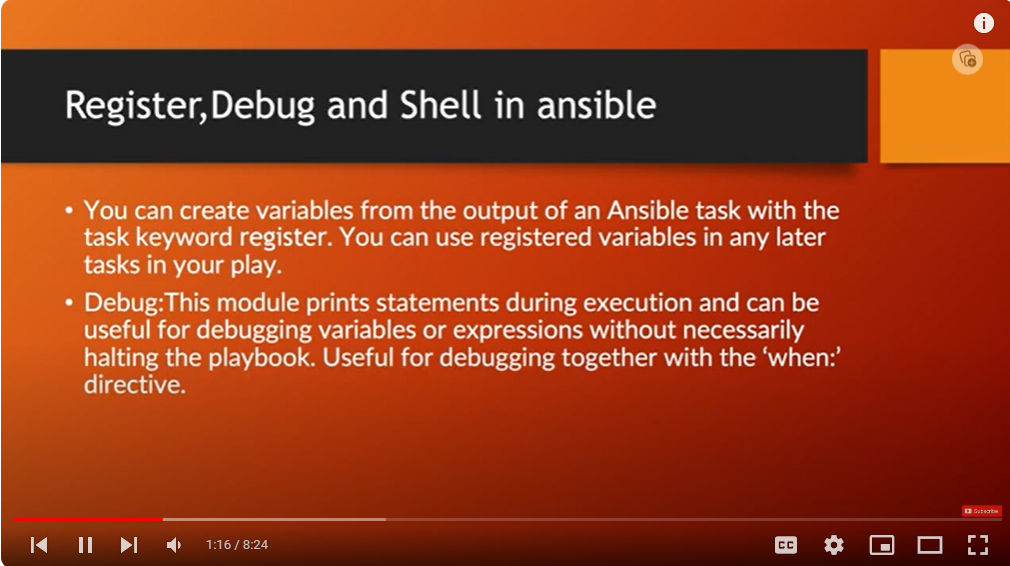 Register,Debug and Shell in ansible
• You can create variables from the output of an Ansible task with the
task keyword register. You can use registered variables in any later
tasks in your play.
• Debug:This module prints statements during execution and can be
useful for debugging variables or expressions without necessarily
halting the playbook. Useful for debugging together with the ‘when:’
directive.
Subscribe
1:16 / 8:24
CC